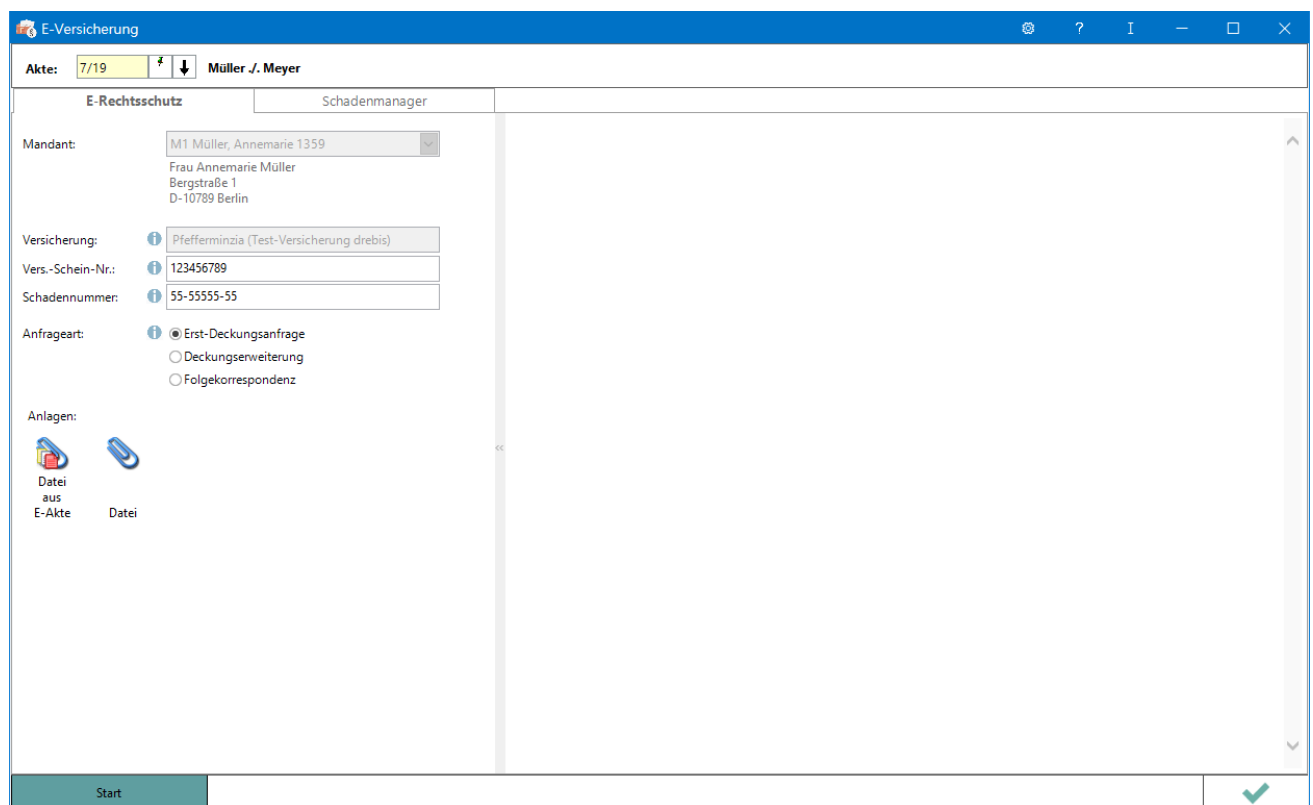 E-Versicherung
Akte: 7/19 Müller ./. Meyer
E-Rechtsschutz Schadenmanager
Mandant: M1 Müller, Annemarie 1359
Frau Annemarie Müller
Bergstraße 1
D-10789 Berlin
Versicherung: Pfefferminzia (Test-Versicherung drebis)
Vers.-Schein-Nr.: 123456789
Schadennummer: 55-55555-55
Anfrageart: Erst-Deckungsanfrage
Deckungserweiterung
Folgekorrespondenz
Anlagen:
Datei
aus
E-Akte Datei
Start